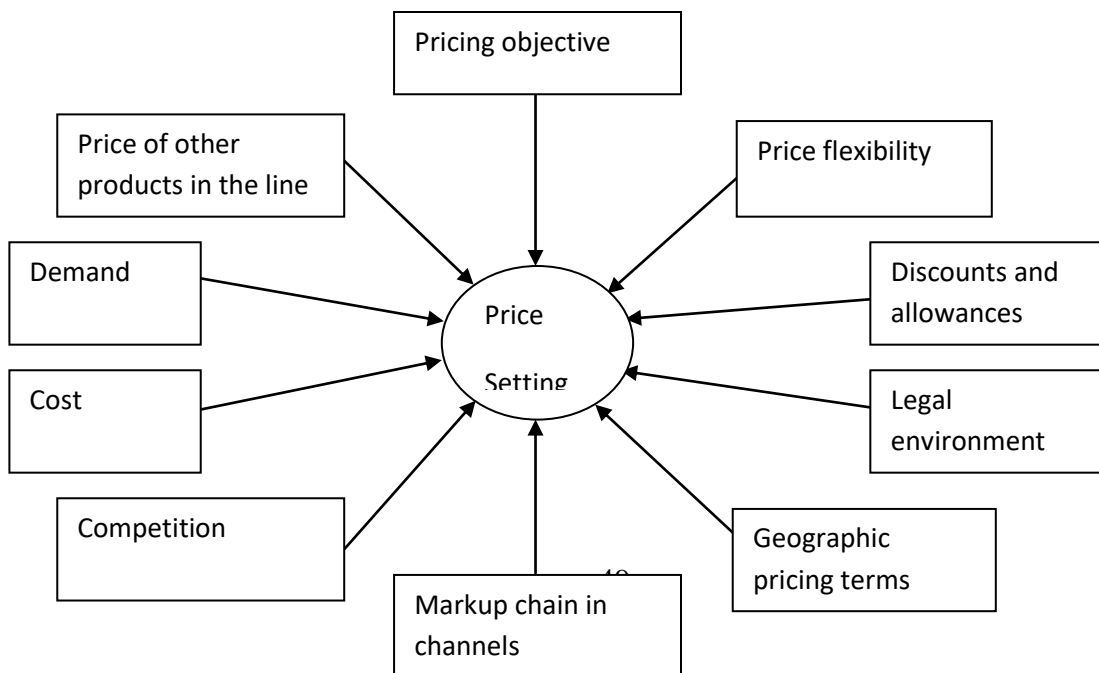 Pricing objective
Price of other
products in the line
Price flexibility
Demand
Discounts and
allowances
Price
Setting
Cost
Legal
environment
Competition
Geographic
pricing terms
Markup chain in
channels